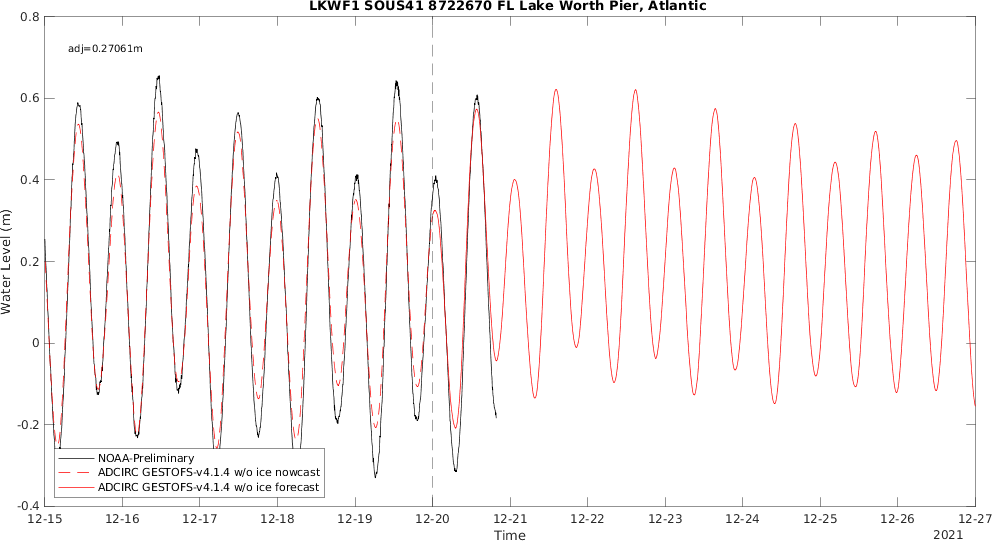 LKWF1 SOUS41 8722670 FL Lake Worth Pier, Atlantic
adj=0.27061m
0.8
0.6
0.4
0.2
0
-0.2
-0.4
Water Level (m)
NOAA-Preliminary
ADCIRC GESTOFS-v4.1.4 w/o ice nowcast
ADCIRC GESTOFS-v4.1.4 w/o ice forecast
12-15 12-16 12-17 12-18 12-19 12-20 12-21 12-22 12-23 12-24 12-25 12-26 12-27
Time
2021